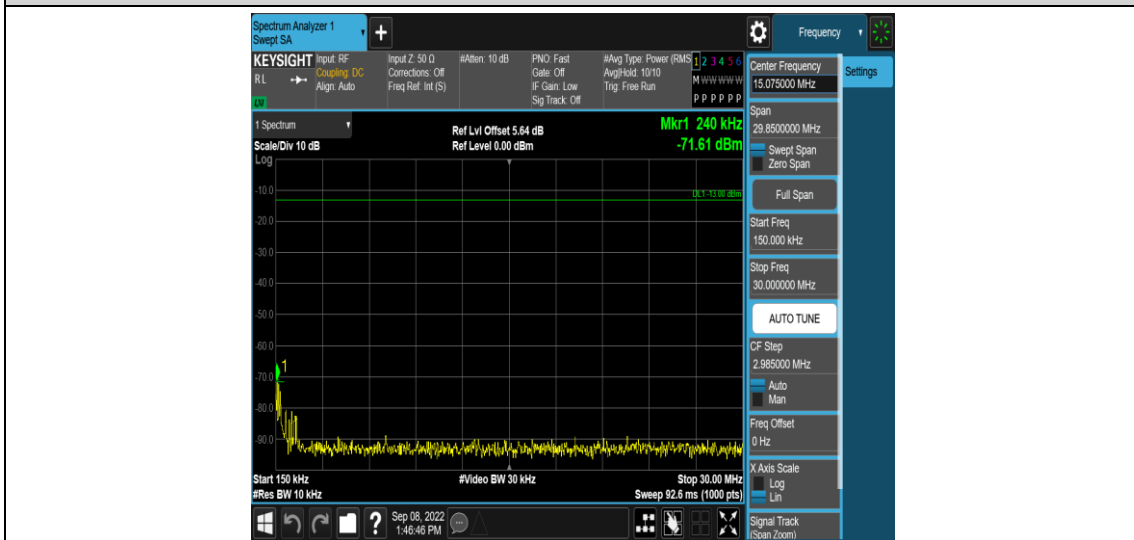 Spectrum Analyzer 1
Swept SA
+
Frequency
KEYSIGHT
RL
LXI
Input: RF
Coupling: DC
Align: Auto
Input Z: 50 Ω
Corrections: Off
Freq Ref: Int (S)
#Atten: 10 dB
PNO: Fast
Gate: Off
IF Gain: Low
Sig Track: Off
#Avg Type: Power (RMS
Avg|Hold: 10/10
Trig: Free Run
1 2 3 4 5 6
M W W W W W
P P P P P P
1 Spectrum
Scale/Div 10 dB
Ref Lvl Offset 5.64 dB
Ref Level 0.00 dBm
Mkr1 240 kHz
-71.61 dBm
Log
DL1 -13.00 dBm
-10.0
-20.0
-30.0
-40.0
-50.0
-60.0
1
-70.0
-80.0
-90.0
Start 150 kHz
#Video BW 30 kHz
Stop 30.00 MHz
#Res BW 10 kHz
Sweep 92.6 ms (1000 pts)
?
Sep 08, 2022
1:46:46 PM
Center Frequency
15.075000 MHz
Settings
Span
29.8500000 MHz
Swept Span
Zero Span
Full Span
Start Freq
150.000 kHz
Stop Freq
30.000000 MHz
AUTO TUNE
CF Step
2.985000 MHz
Auto
Man
Freq Offset
0 Hz
X Axis Scale
Log
Lin
Signal Track
(Span Zoom)